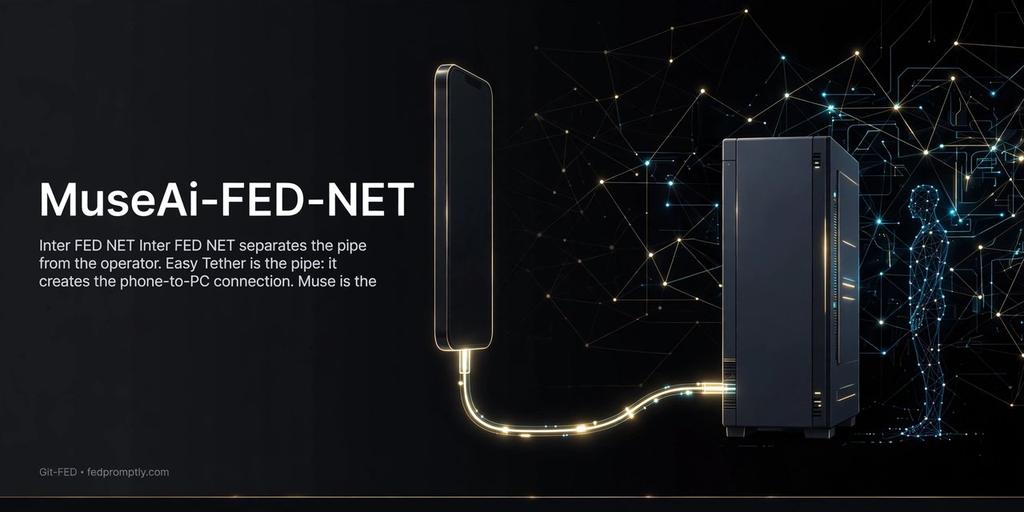 MuseAi-FED-NET
Inter FED NET Inter FED NET separates the pipe
from the operator. Easy Tether is the pipe: it
creates the phone-to-PC connection. Muse is the
Git-FED • fedpromptly.com